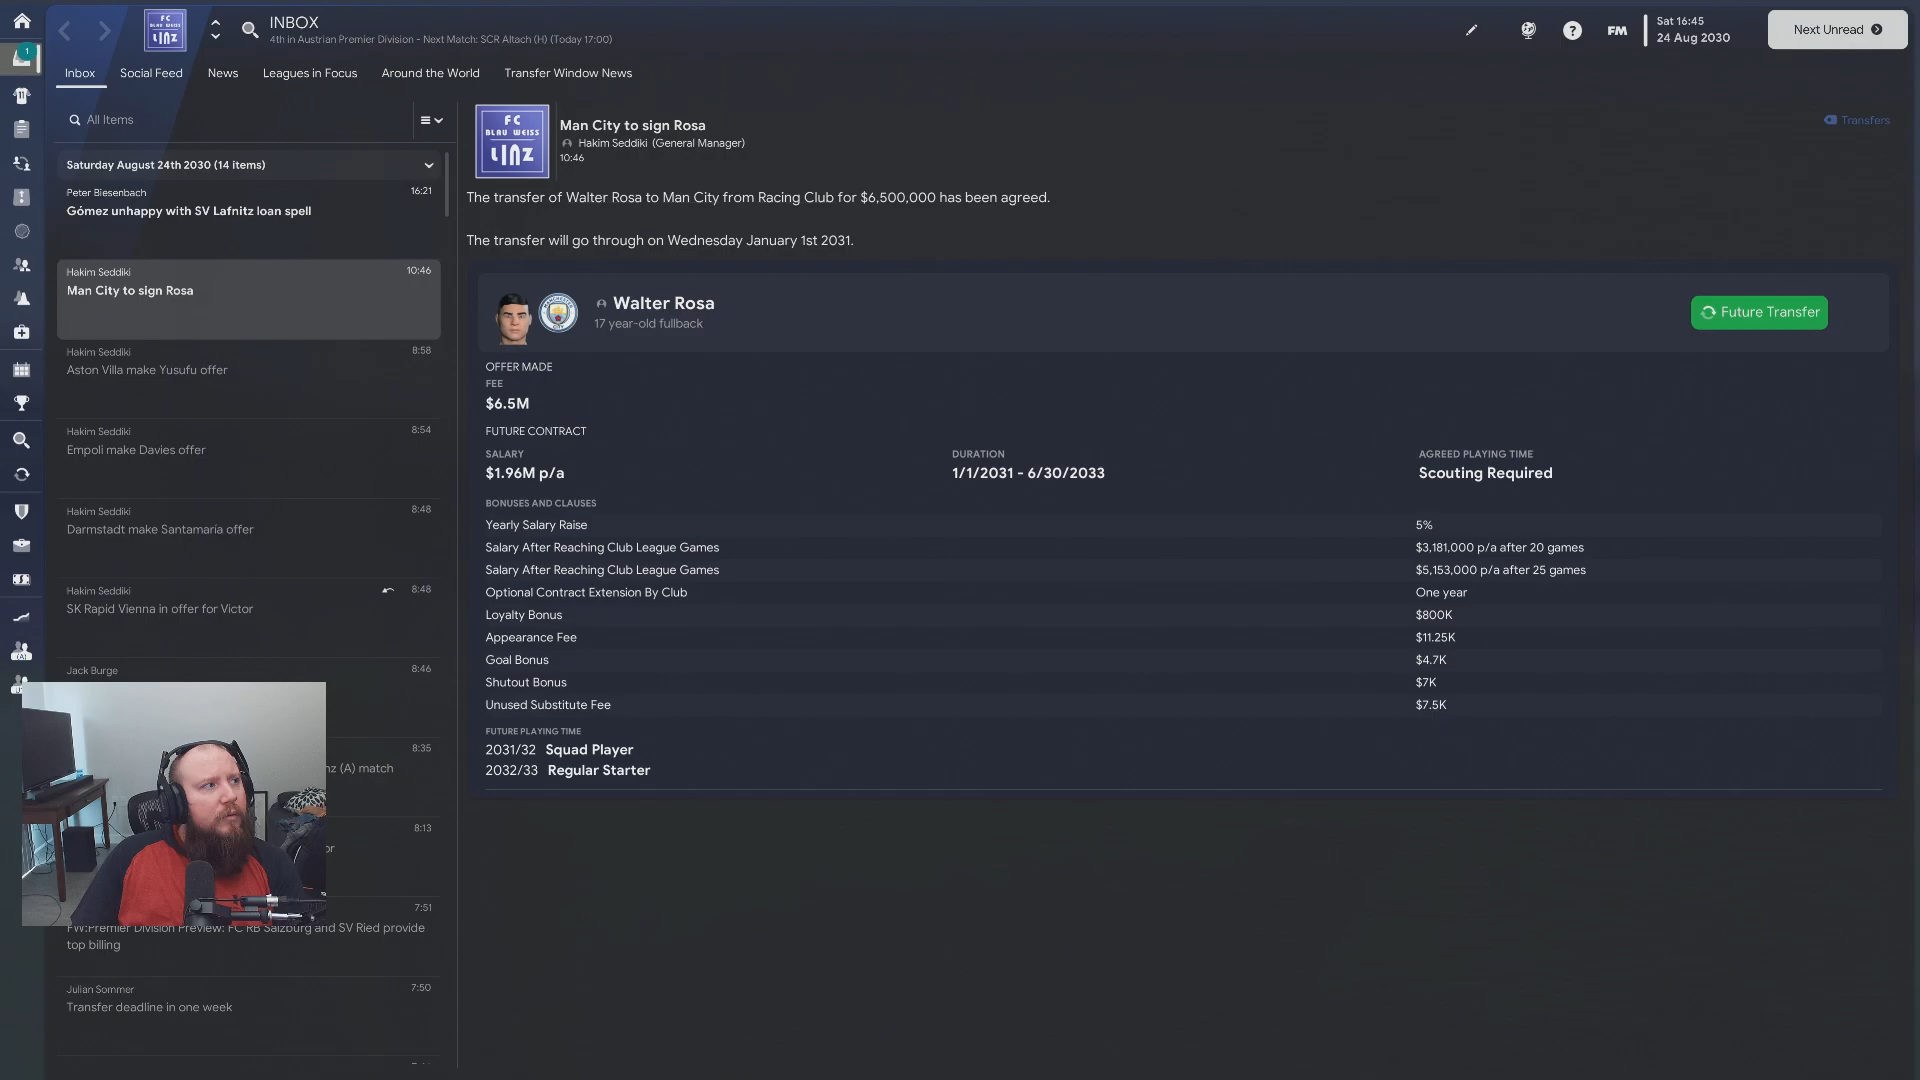 FC
BLAU WEISS
LINZ
INBOX
4th in Austrian Premier Division - Next Match: SCR Altach (H) (Today 17:00)
FM
Sat 16:45
24 Aug 2030
Next Unread
1
Inbox
Social Feed
News
Leagues in Focus
Around the World
Transfer Window News
All Items
Saturday August 24th 2030 (14 items)
Peter Biesenbach
16:21
Gómez unhappy with SV Lafnitz loan spell
Hakim Seddiki
10:46
Man City to sign Rosa
Hakim Seddiki
8:58
Aston Villa make Yusufu offer
Hakim Seddiki
8:54
Empoli make Davies offer
Hakim Seddiki
8:48
Darmstadt make Santamaría offer
Hakim Seddiki
8:48
SK Rapid Vienna in offer for Victor
Jack Burge
8:46
8:35
nz (A) match
8:13
or
7:51
FW:Premier Division Preview: FC RB Salzburg and SV Ried provide
top billing
Julian Sommer
7:50
Transfer deadline in one week
FC
BLAU WEISS
LINZ
Man City to sign Rosa
Hakim Seddiki (General Manager)
10:46
Transfers
The transfer of Walter Rosa to Man City from Racing Club for $6,500,000 has been agreed.
The transfer will go through on Wednesday January 1st 2031.
Walter Rosa
17 year-old fullback
Future Transfer
OFFER MADE
FEE
$6.5M
FUTURE CONTRACT
SALARY
DURATION
AGREED PLAYING TIME
$1.96M p/a
1/1/2031 - 6/30/2033
Scouting Required
BONUSES AND CLAUSES
Yearly Salary Raise
5%
Salary After Reaching Club League Games
$3,181,000 p/a after 20 games
Salary After Reaching Club League Games
$5,153,000 p/a after 25 games
Optional Contract Extension By Club
One year
Loyalty Bonus
$800K
Appearance Fee
$11.25K
Goal Bonus
$4.7K
Shutout Bonus
$7K
Unused Substitute Fee
$7.5K
FUTURE PLAYING TIME
2031/32 Squad Player
2032/33 Regular Starter